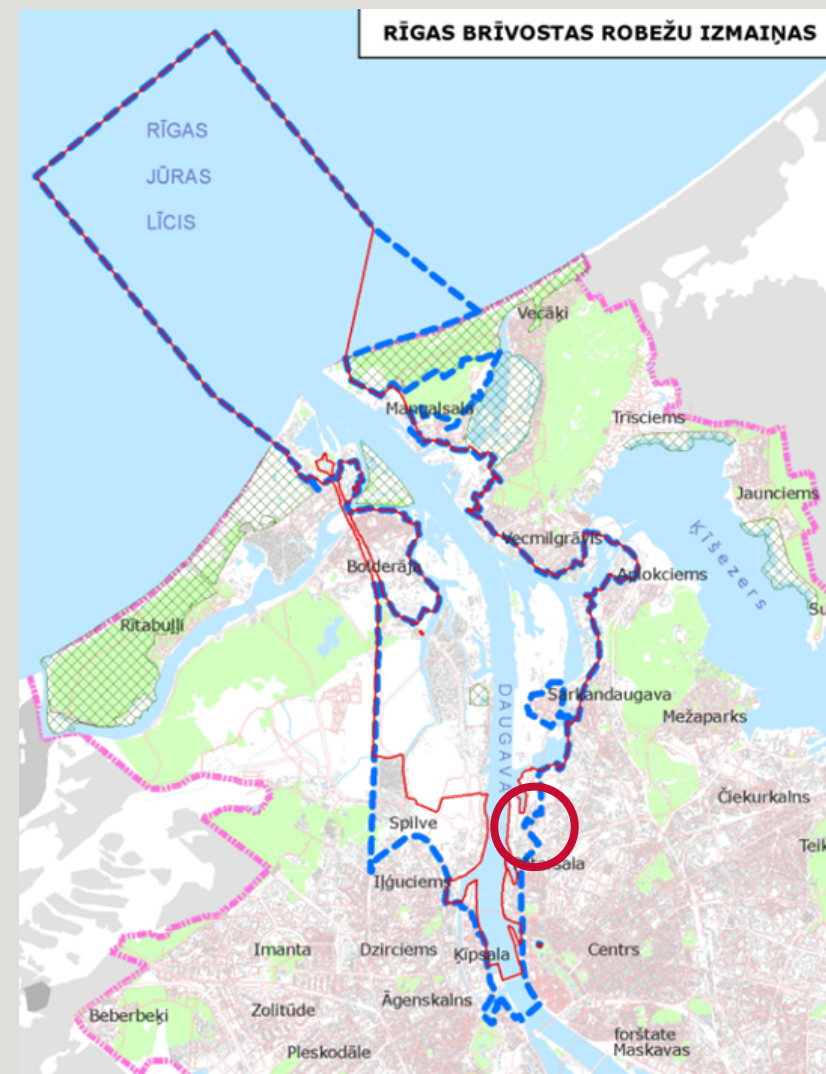 RĪGAS BRĪVOSTAS ROBEŽU IZMAIŅAS
RĪGAS
JŪRAS
LĪCIS
Vecāķi
Mangaļsala
Trisciems
Jaunciems
Ķīšezers
Vecmīlgrāvis
Bolderāja
Aplokciems
Rītabuļļi
DAUGAVA
Sarkandaugava
Mežaparks
Čiekurkalns
Spilve
Iļģuciems
Imanta
Dzirciems
Ķīpsala
Centrs
Beberbeķi
Zolitūde
Āgenskalns
Pleskodāle
forštate
Maskavas